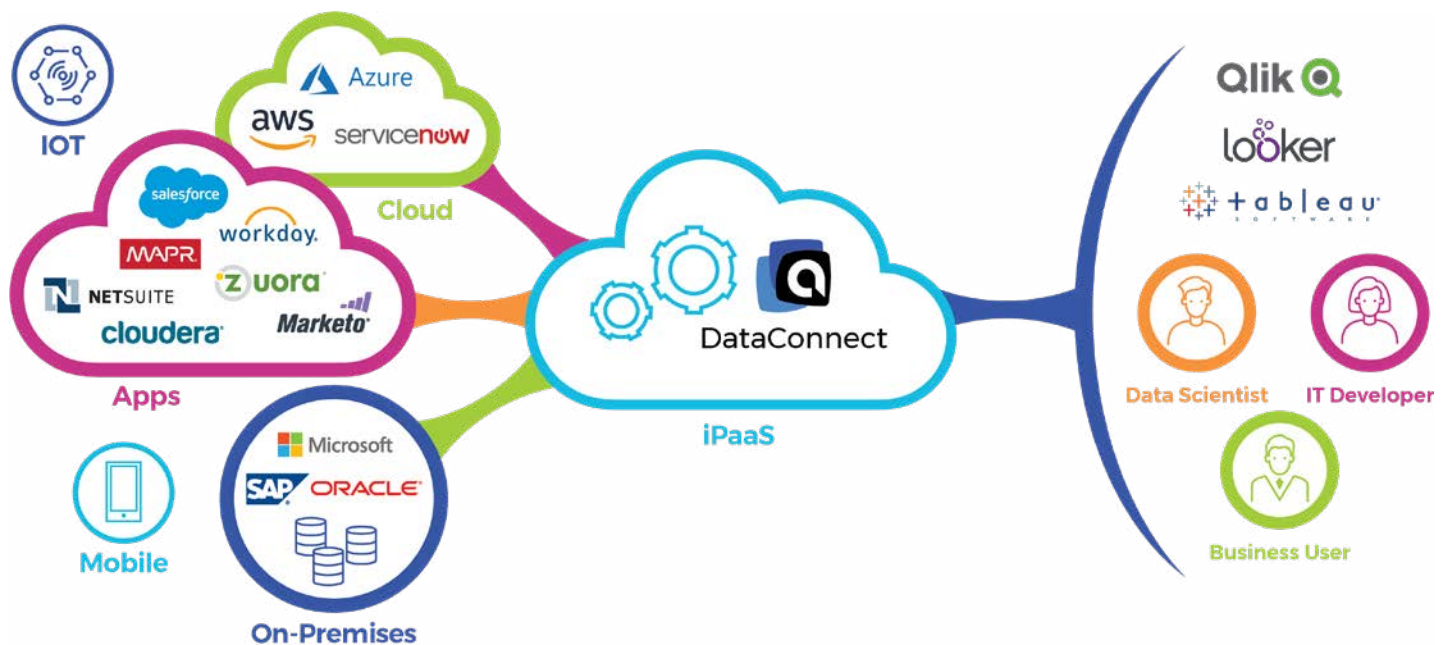 IOT
Azure
aws
servicenow
Cloud
salesforce
workday.
MAPR.
zuora
NETSUITE
cloudera
Marketo
Apps
Microsoft
SAP
ORACLE
On-Premises
Mobile
DataConnect
iPaaS
Qlik
looker
tableau
SOFTWARE
Data Scientist
IT Developer
Business User